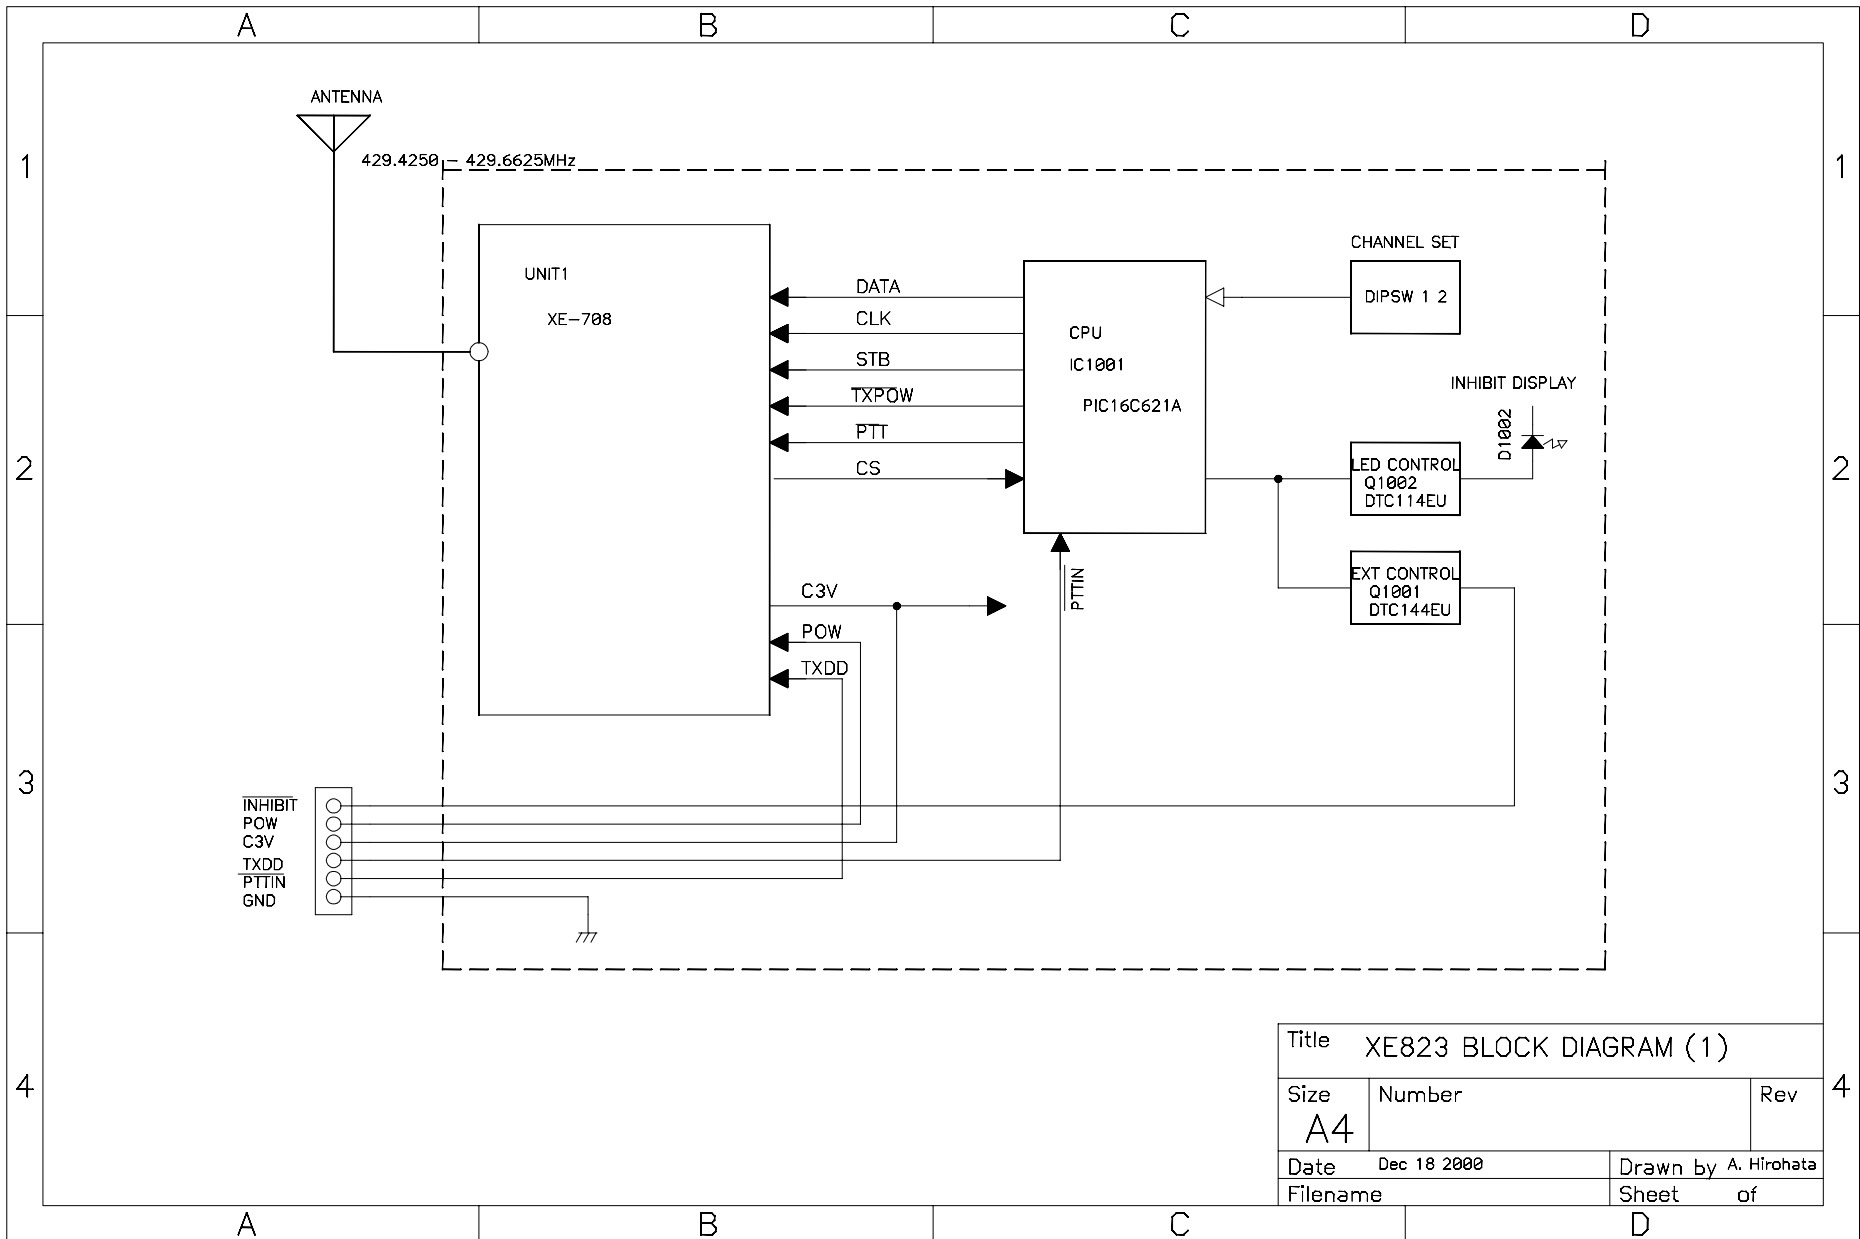 A B C D
ANTENNA
429.4250 – 429.6625MHz
1 1
CHANNEL SET
UNIT1
DATA
DIPSW 1 2
XE–708
CLK
CPU
STB
IC1001
INHIBIT DISPLAY
TXPOW
PIC16C621A
D1002
PTT
CS
2 2
LED CONTROL
Q1002
DTC114EU
EXT CONTROL
Q1001
DTC144EU
PTTIN
C3V
POW
TXDD
3 3
INHIBIT
POW
C3V
TXDD
PTTIN
GND
Title XE823 BLOCK DIAGRAM (1)
4 4
Size Number Rev
A4
Date Dec 18 2000 Drawn by A. Hirohata
Filename Sheet of
A B C D